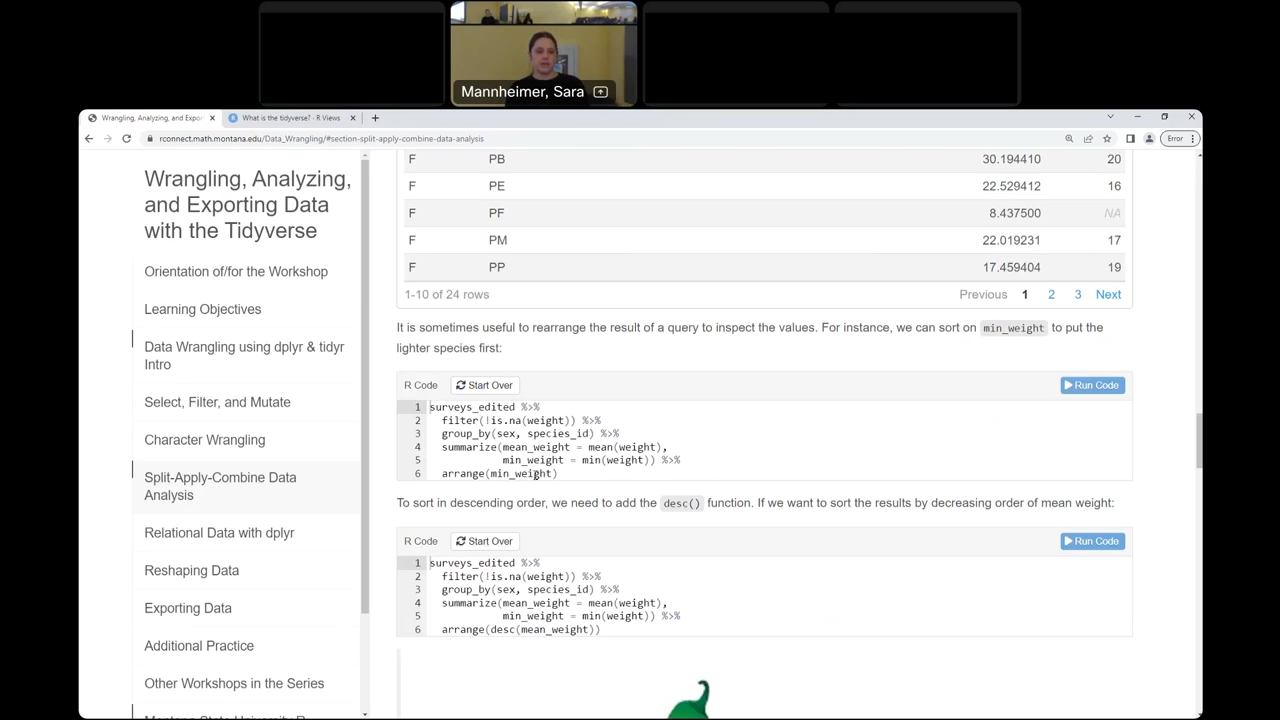 Mannheimer, Sara
Wrangling, Analyzing, and Expor
What is the tidyverse? · R Views
rconnect.math.montana.edu/Data_Wrangling/#section-split-apply-combine-data-analysis
Error
Wrangling, Analyzing,
and Exporting Data
with the Tidyverse
Orientation of/for the Workshop
Learning Objectives
Data Wrangling using dplyr & tidyr
Intro
Select, Filter, and Mutate
Character Wrangling
Split-Apply-Combine Data
Analysis
Relational Data with dplyr
Reshaping Data
Exporting Data
Additional Practice
Other Workshops in the Series
F PB 30.194410 20
F PE 22.529412 16
F PF 8.437500 NA
F PM 22.019231 17
F PP 17.459404 19
1-10 of 24 rows Previous 1 2 3 Next
It is sometimes useful to rearrange the result of a query to inspect the values. For instance, we can sort on min_weight to put the
lighter species first:
R Code Start Over Run Code
1 surveys_edited %>%
2 filter(!is.na(weight)) %>%
3 group_by(sex, species_id) %>%
4 summarize(mean_weight = mean(weight),
5 min_weight = min(weight)) %>%
6 arrange(min_weight)
To sort in descending order, we need to add the desc() function. If we want to sort the results by decreasing order of mean weight:
R Code Start Over Run Code
1 surveys_edited %>%
2 filter(!is.na(weight)) %>%
3 group_by(sex, species_id) %>%
4 summarize(mean_weight = mean(weight),
5 min_weight = min(weight)) %>%
6 arrange(desc(mean_weight))